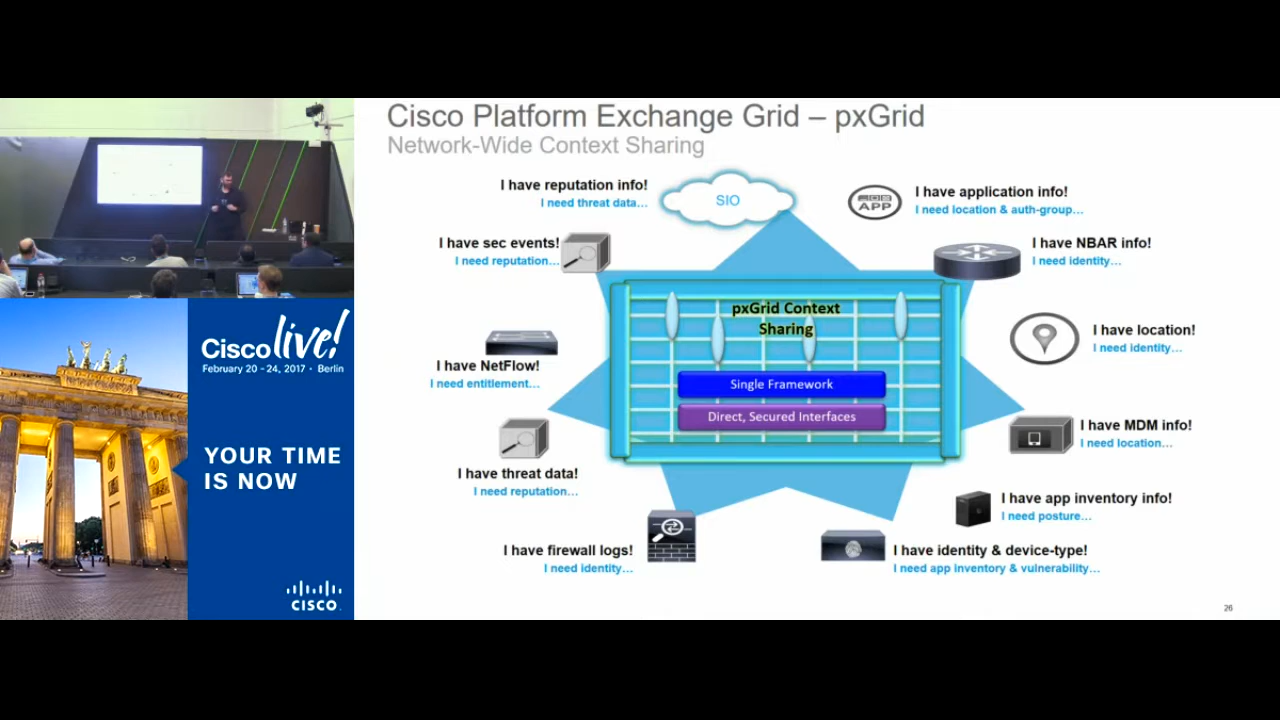 Cisco Platform Exchange Grid – pxGrid
Network-Wide Context Sharing
I have reputation info!
I need threat data...
SIO
APP
I have application info!
I need location & auth-group...
I have sec events!
I need reputation...
I have NBAR info!
I need identity...
pxGrid Context
Sharing
I have NetFlow!
I need entitlement...
I have location!
I need identity...
Single Framework
Direct, Secured Interfaces
I have threat data!
I need reputation...
I have MDM info!
I need location...
I have app inventory info!
I need posture...
I have firewall logs!
I need identity...
I have identity & device-type!
I need app inventory & vulnerability...
26
Cisco live!
February 20 - 24, 2017 • Berlin
YOUR TIME
IS NOW
CISCO